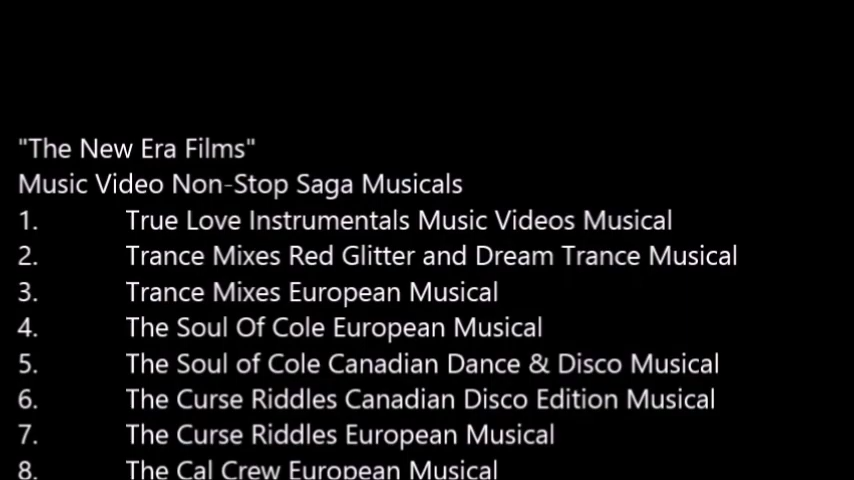 "The New Era Films"
Music Video Non-Stop Saga Musicals
1. True Love Instrumentals Music Videos Musical
2. Trance Mixes Red Glitter and Dream Trance Musical
3. Trance Mixes European Musical
4. The Soul Of Cole European Musical
5. The Soul of Cole Canadian Dance & Disco Musical
6. The Curse Riddles Canadian Disco Edition Musical
7. The Curse Riddles European Musical
8. The Cal Crew European Musical